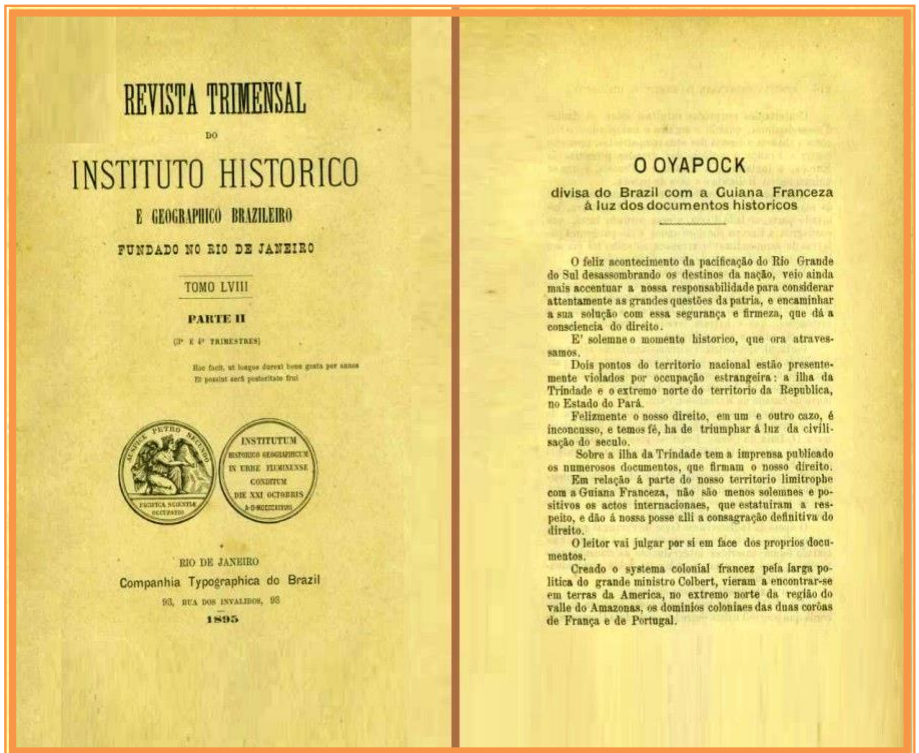 REVISTA TRIMENSAL
DO
INSTITUTO HISTORICO
E GEOGRAPHICO BRAZILEIRO
FUNDADO NO RIO DE JANEIRO
TOMO LVIII
PARTE II
(3º E 4º TRIMESTRES)
Hoc facit, ut longos durent bene gesta per annos
Et possint serâ posteritate frui
AUSPICE PETRO SECUNDO
PACIFICA SCIENTIÆ
OCCUPATIO
INSTITUTUM
HISTORICO GEOGRAPHICUM
IN URBE FLUMINENSE
CONDITUM
DIE XXI OCTOBRIS
RIO DE JANEIRO
Companhia Typographica do Brazil
93, RUA DOS INVALIDOS, 93
1895
O OYAPOCK
divisa do Brazil com a Guiana Franceza
à luz dos documentos historicos
O feliz acontecimento da pacificação do Rio Grande
do Sul desassombrando os destinos da nação, veio ainda
mais accentuar a nossa responsabilidade para considerar
attentamente as grandes questões da patria, e encaminhar
a sua solução com essa segurança e firmeza, que dá a
consciencia do direito.
E' solemne o momento historico, que ora atraves-
samos.
Dois pontos do territorio nacional estão presente-
mente violados por occupação estrangeira: a ilha da
Trindade e o extremo norte do territorio da Republica,
no Estado do Pará.
Felizmente o nosso direito, em um e outro cazo, é
inconcusso, e temos fé, ha de triumphar á luz da civili-
sação do seculo.
Sobre a ilha da Trindade tem a imprensa publicado
os numerosos documentos, que firmam o nosso direito.
Em relação á parte do nosso territorio limitrophe
com a Guiana Franceza, não são menos solemnes e po-
sitivos os actos internacionaes, que estatuiram a res-
peito, e dão á nossa posse alli a consagração definitiva do
direito.
O leitor vai julgar por si em face dos proprios docu-
mentos.
Creado o systema colonial francez pela larga po-
litica do grande ministro Colbert, vieram a encontrar-se
em terras da America, no extremo norte da região do
valle do Amazonas, os dominios coloniaes das duas corôas
de França e de Portugal.